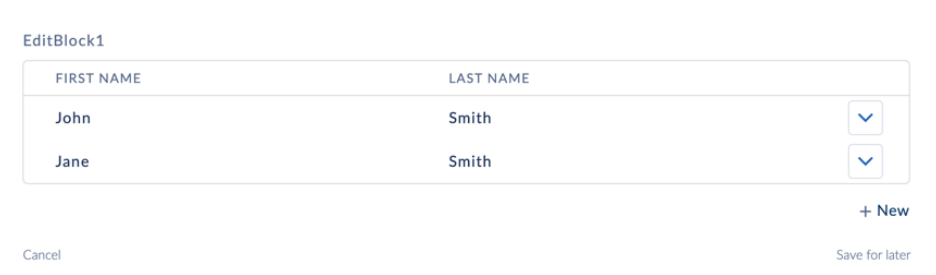 EditBlock1
FIRST NAME LAST NAME
John Smith
Jane Smith
+ New
Cancel Save for later